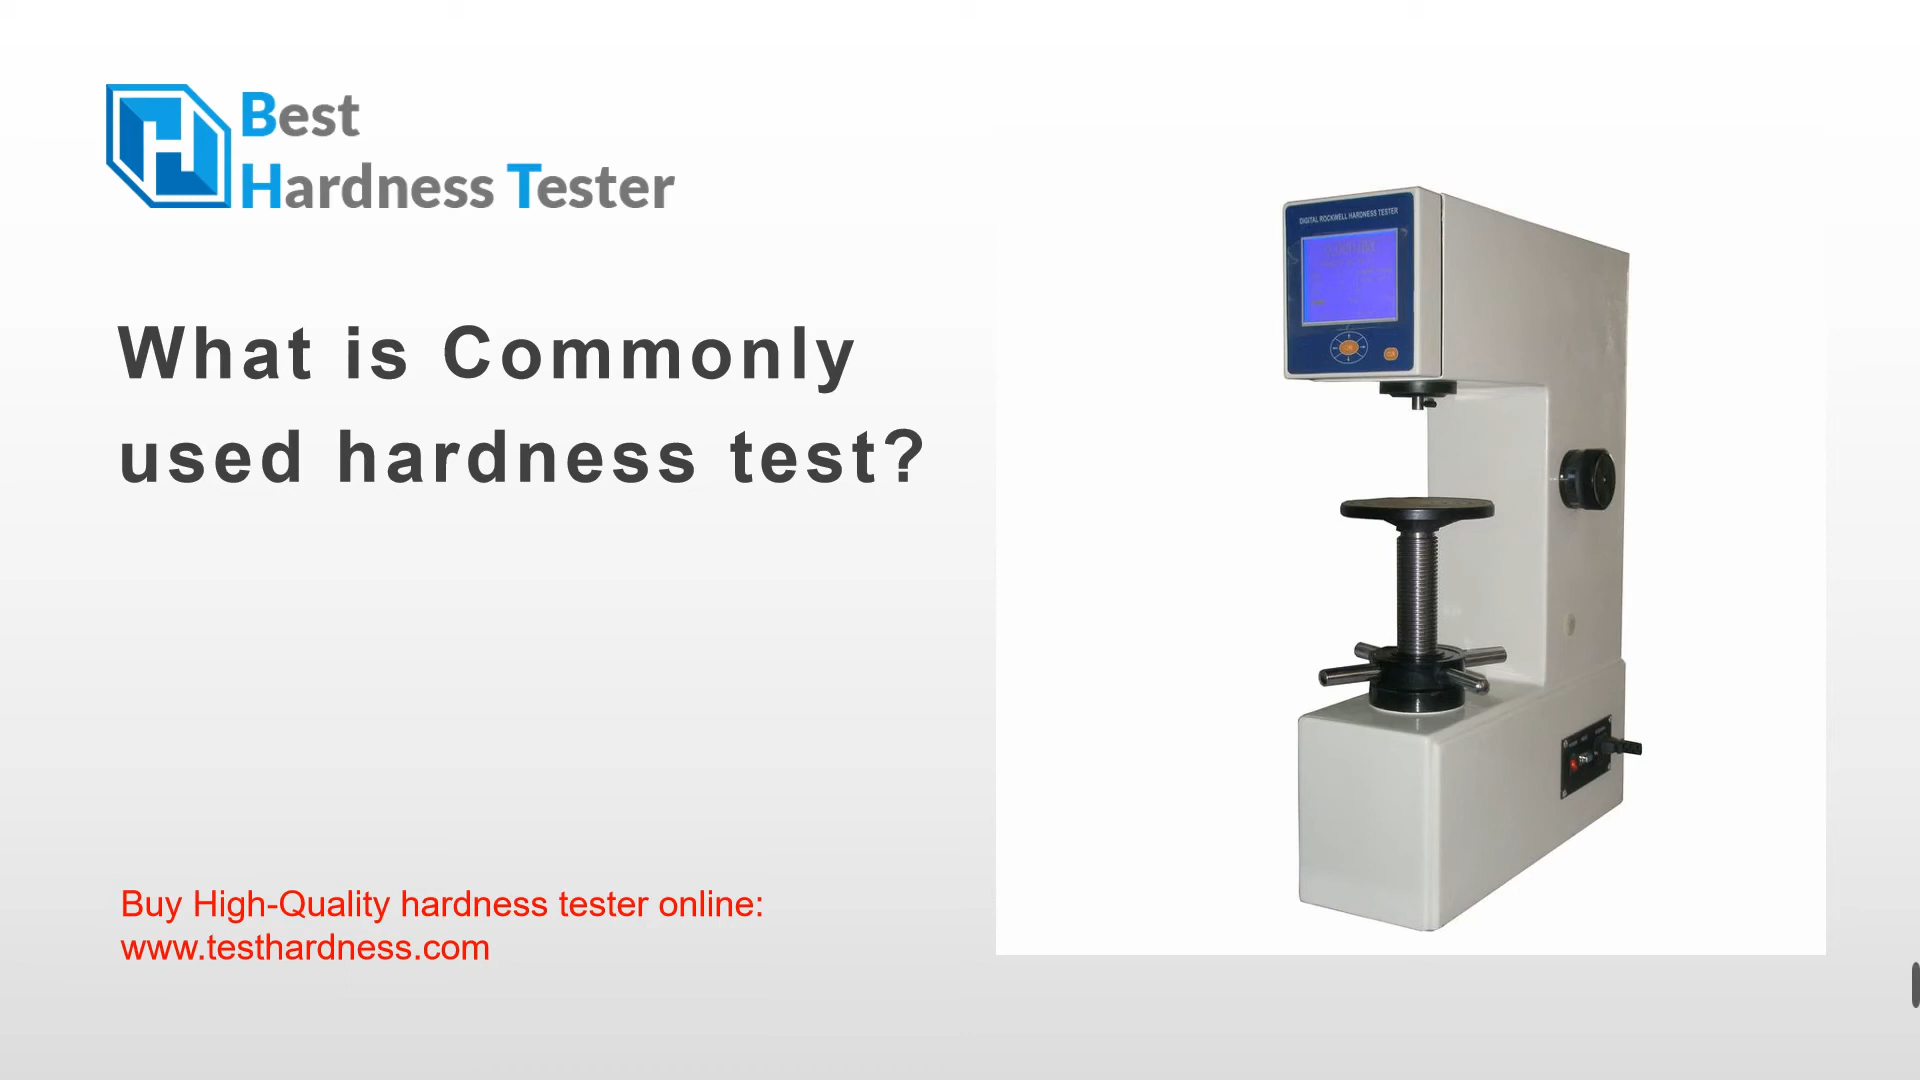 Best
Hardness Tester
What is Commonly
used hardness test?
Buy High-Quality hardness tester online:
www.testhardness.com
DIGITAL ROCKWELL HARDNESS TESTER